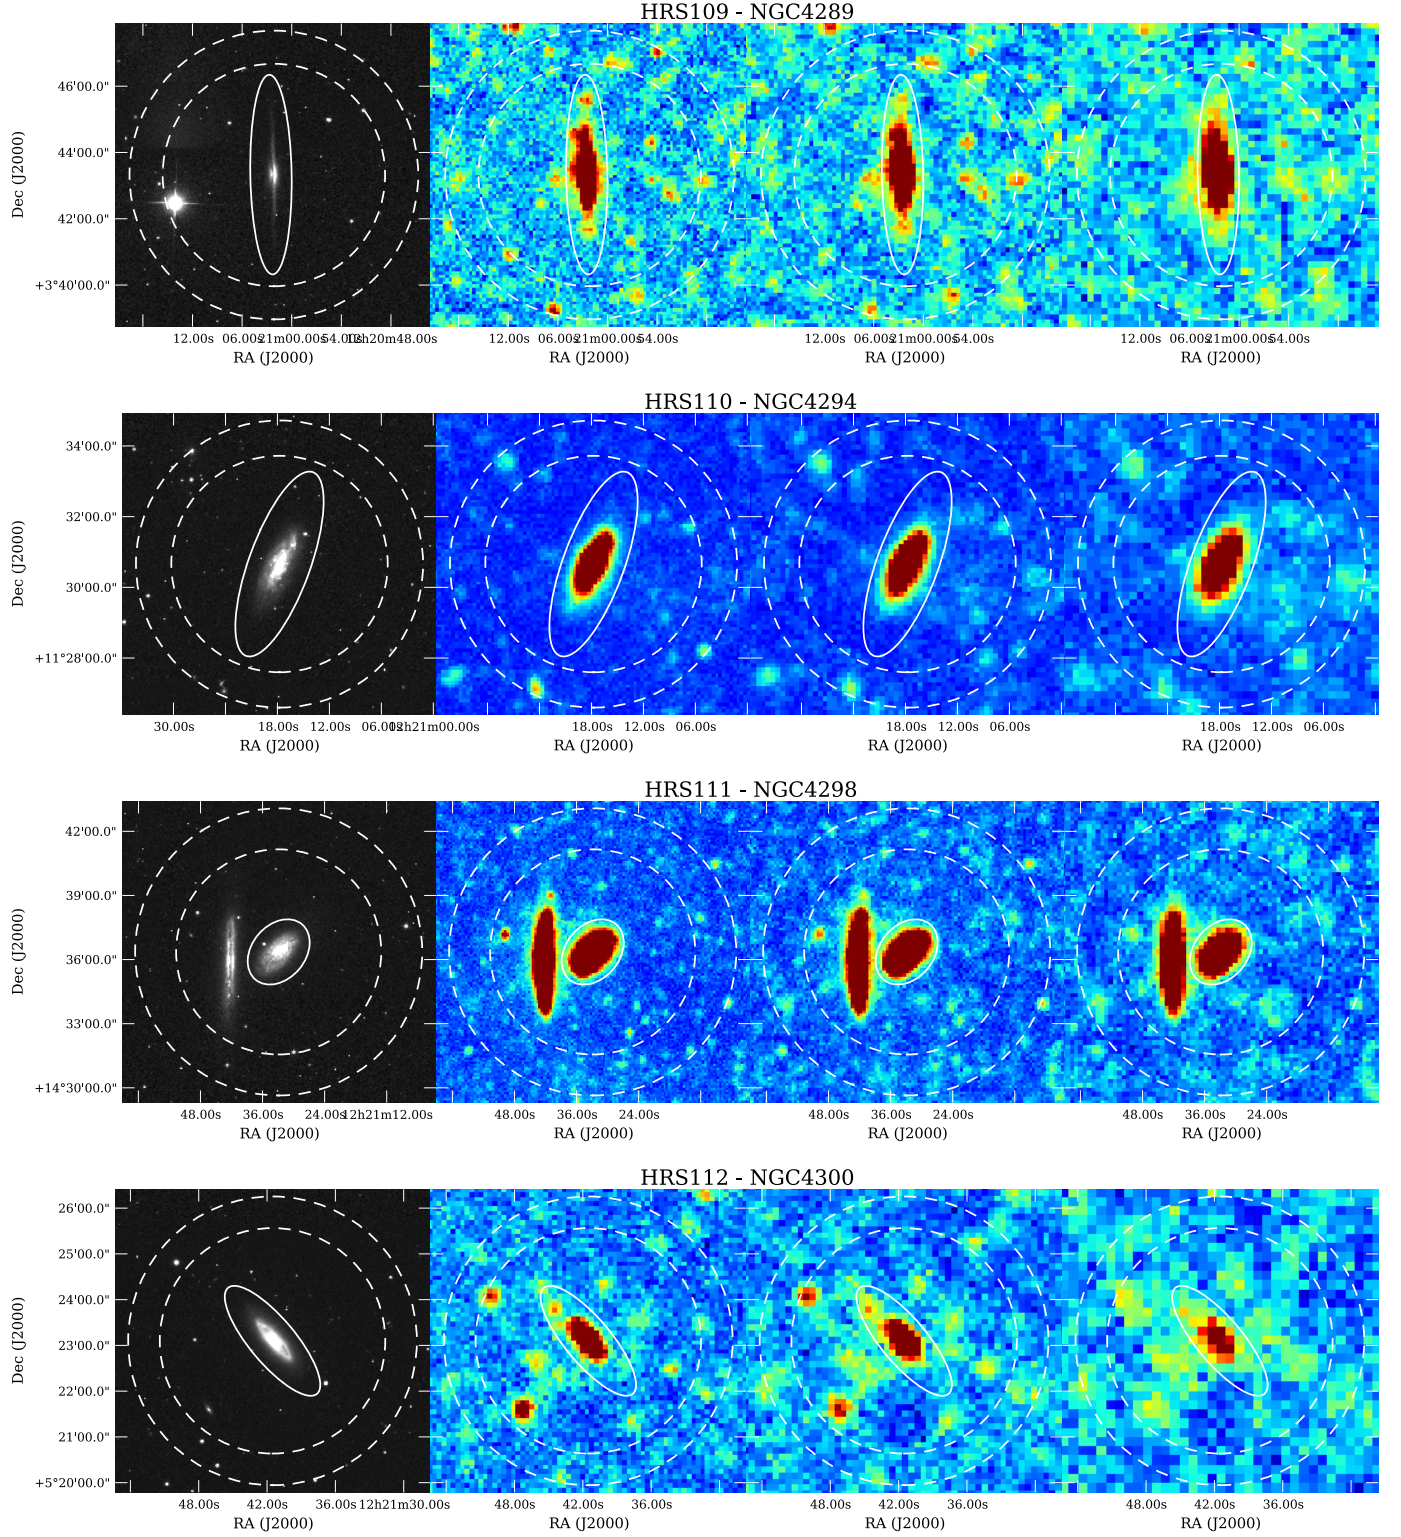 HRS109 - NGC4289
Dec (J2000)
46'00.0"
44'00.0"
42'00.0"
+3°40'00.0"
12.00s 06.00s 21m00.00s 54.00s 12h20m48.00s 12.00s 06.00s 21m00.00s 54.00s 12.00s 06.00s 21m00.00s 54.00s 12.00s 06.00s 21m00.00s 54.00s
RA (J2000) RA (J2000) RA (J2000) RA (J2000)
HRS110 - NGC4294
Dec (J2000)
34'00.0"
32'00.0"
30'00.0"
+11°28'00.0"
30.00s 18.00s 12.00s 06.00s 12h21m00.00s 18.00s 12.00s 06.00s 18.00s 12.00s 06.00s 18.00s 12.00s 06.00s
RA (J2000) RA (J2000) RA (J2000) RA (J2000)
HRS111 - NGC4298
Dec (J2000)
42'00.0"
39'00.0"
36'00.0"
33'00.0"
+14°30'00.0"
48.00s 36.00s 24.00s 12h21m12.00s 48.00s 36.00s 24.00s 48.00s 36.00s 24.00s 48.00s 36.00s 24.00s
RA (J2000) RA (J2000) RA (J2000) RA (J2000)
HRS112 - NGC4300
Dec (J2000)
26'00.0"
25'00.0"
24'00.0"
23'00.0"
22'00.0"
21'00.0"
+5°20'00.0"
48.00s 42.00s 36.00s 12h21m30.00s 48.00s 42.00s 36.00s 48.00s 42.00s 36.00s 48.00s 42.00s 36.00s
RA (J2000) RA (J2000) RA (J2000) RA (J2000)